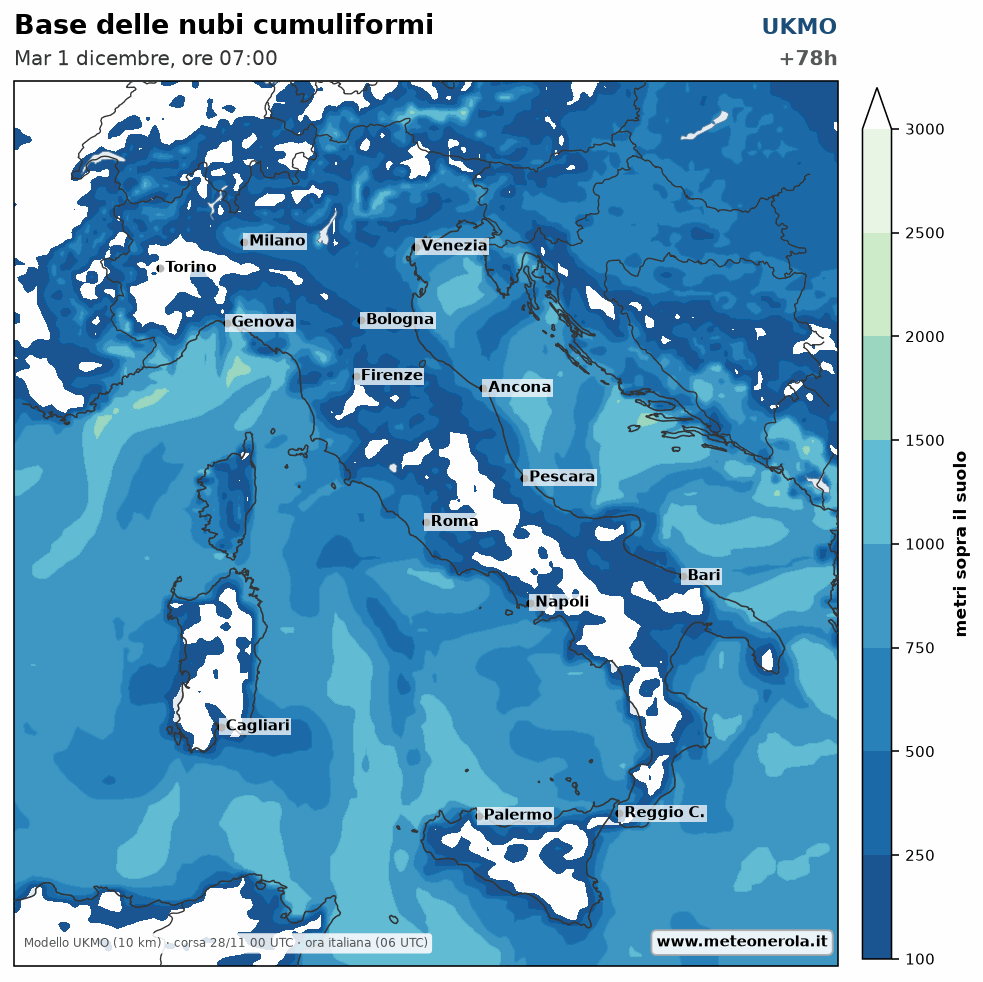 Base delle nubi cumuliformi
UKMO
Mar 1 dicembre, ore 07:00
+78h
3000
2500
2000
1500
1000
750
500
250
100
metri sopra il suolo
Milano
Venezia
Torino
Genova
Bologna
Firenze
Ancona
Pescara
Roma
Bari
Napoli
Cagliari
Palermo
Reggio C.
Modello UKMO (10 km) · corsa 28/11 00 UTC · ora italiana (06 UTC)
www.meteonerola.it